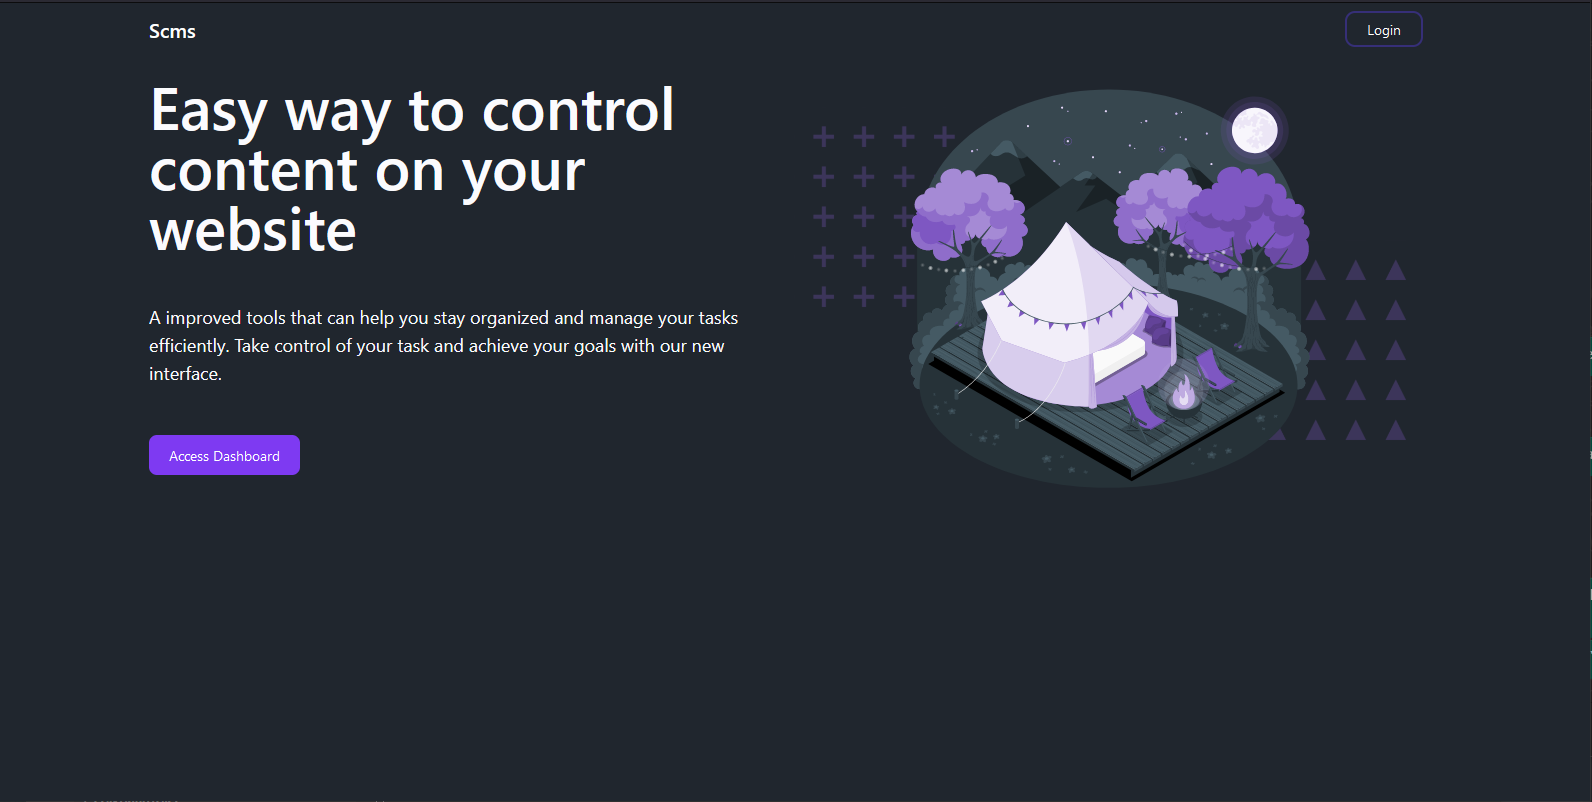 Scms
Login
Easy way to control
content on your
website
A improved tools that can help you stay organized and manage your tasks
efficiently. Take control of your task and achieve your goals with our new
interface.
Access Dashboard